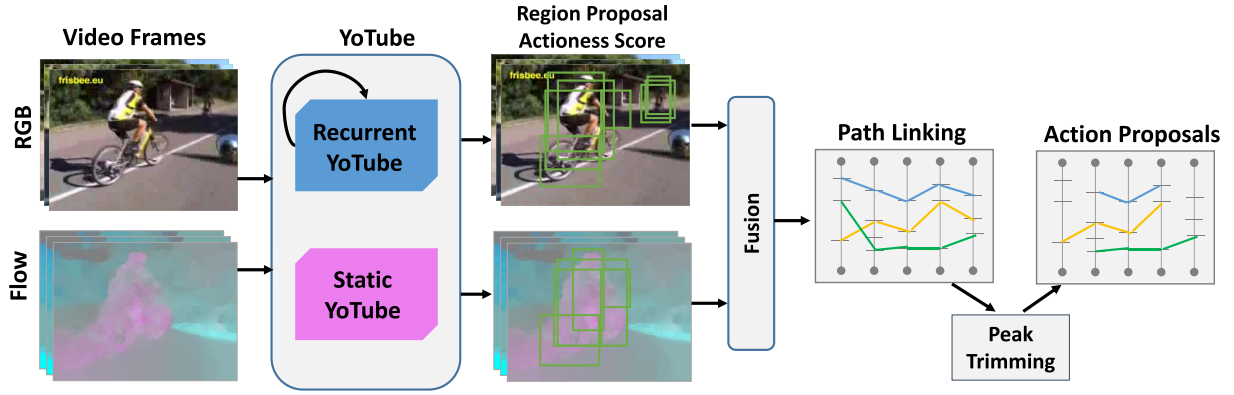 Video Frames
YoTube
Region Proposal
Actioness Score
RGB
frisbee.eu
Recurrent
YoTube
frisbee.eu
Path Linking
Action Proposals
Fusion
Flow
Static
YoTube
Peak
Trimming